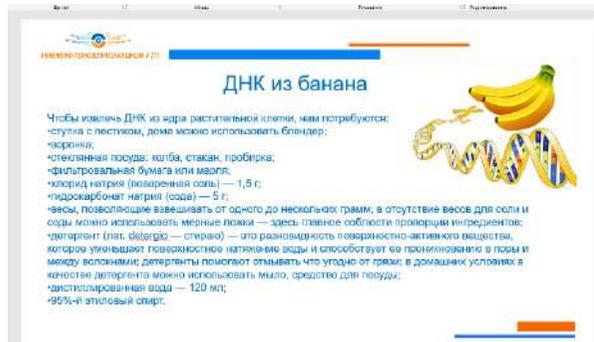 ДНК из банана
Чтобы извлечь ДНК из ядра растительной клетки, нам потребуются:
•ступка с пестиком, дома можно использовать блендер;
•воронка;
•стеклянная посуда: колба, стакан, пробирка;
•фильтровальная бумага или марля;
•хлорид натрия (поваренная соль) — 1,5 г;
•гидрокарбонат натрия (сода) — 5 г;
•весы, позволяющие взвешивать от одного до нескольких грамм; в отсутствие весов для соли и
соды можно использовать мерные ложки — здесь главное соблюсти пропорции ингредиентов;
•детергент (лат. detergio — стираю) — это разновидность поверхностно-активного вещества,
которое уменьшает поверхностное натяжение воды и способствует ее проникновению в поры и
между волокнами; детергенты помогают отмывать что угодно от грязи; в домашних условиях в
качестве детергента можно использовать мыло, средство для посуды;
•дистиллированная вода — 120 мл;
•95%-й этиловый спирт.